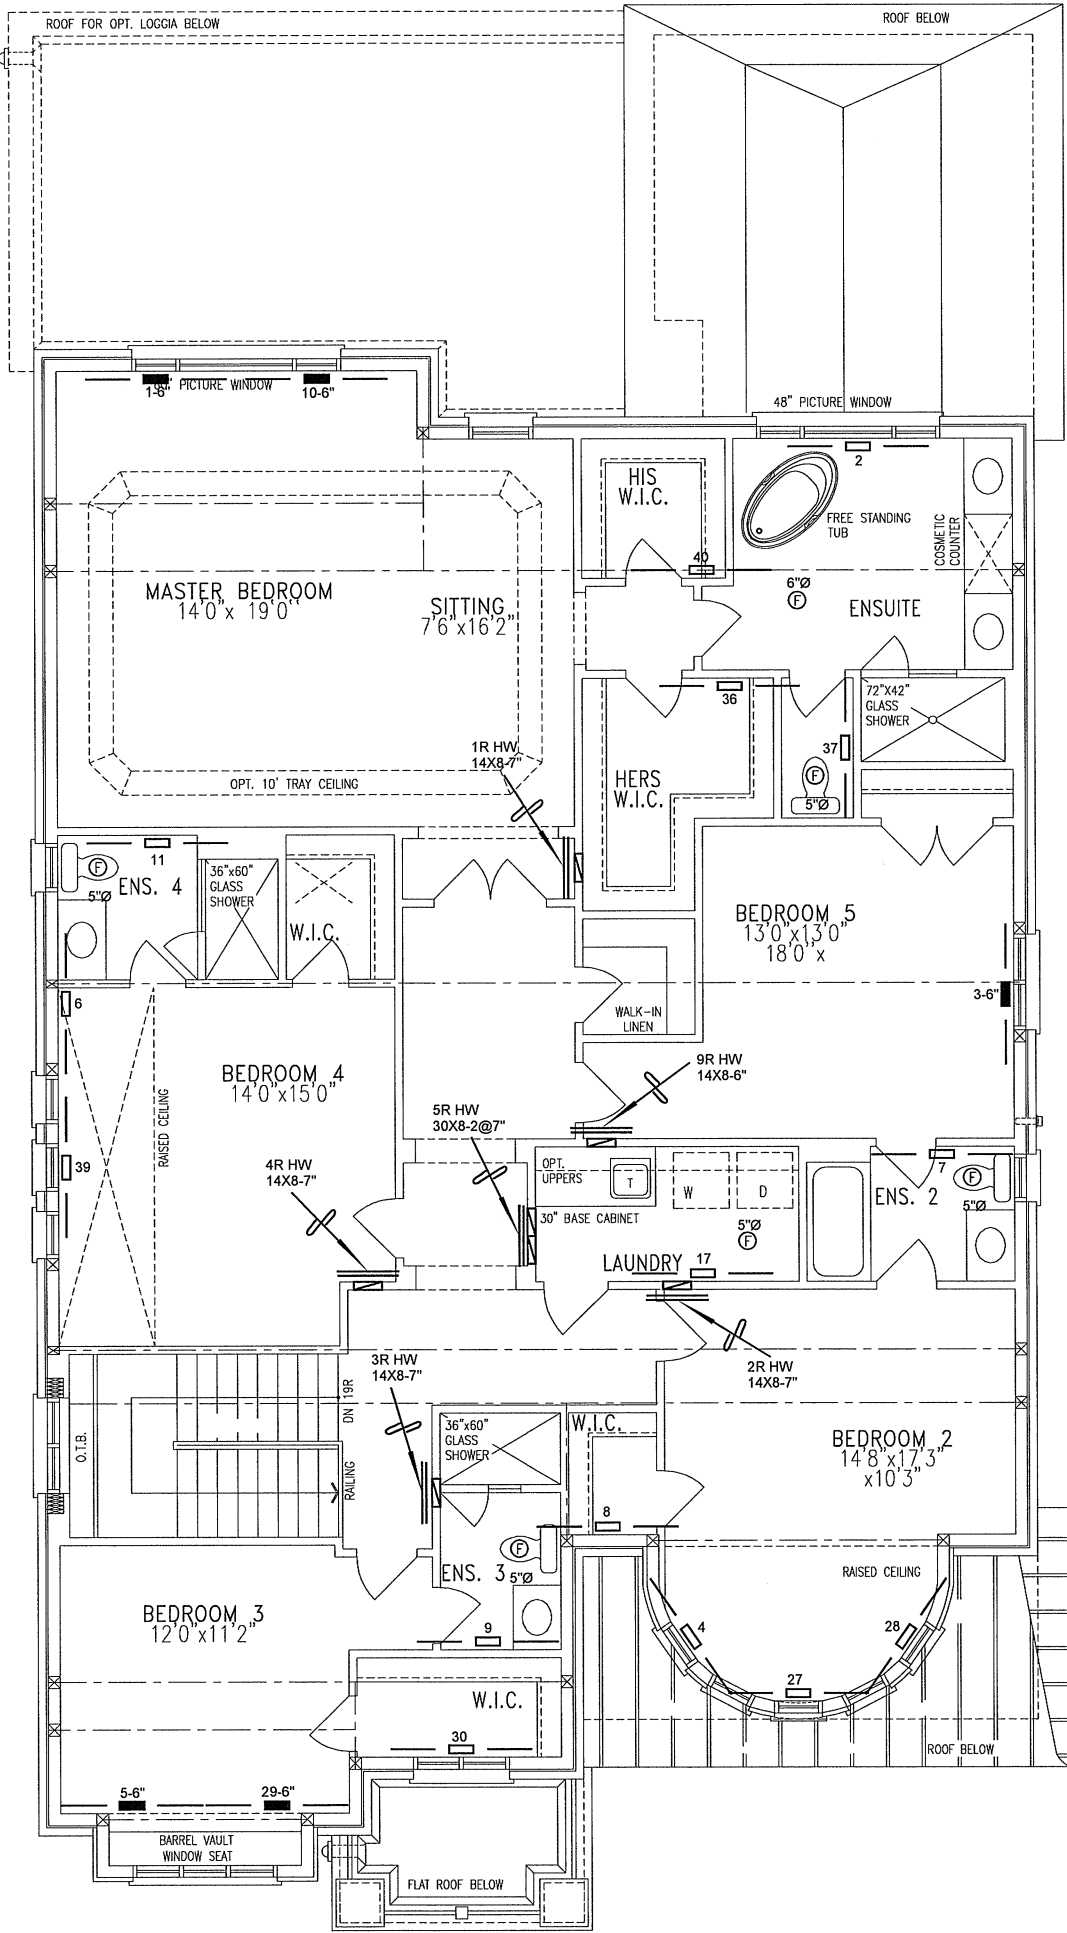 ROOF FOR OPT. LOGGIA BELOW
ROOF BELOW
1-6"
PICTURE WINDOW
10-6"
48" PICTURE WINDOW
2
HIS
W.I.C.
FREE STANDING
TUB
COSMETIC
COUNTER
40
6"Ø
F
ENSUITE
MASTER BEDROOM
14'0"x 19'0"
SITTING
7'6"x16'2"
36
72"X42"
GLASS
SHOWER
37
F
5"Ø
1R HW
14X8-7"
HERS
W.I.C.
OPT. 10' TRAY CEILING
11
F
5"Ø
ENS. 4
36"x60"
GLASS
SHOWER
W.I.C.
BEDROOM 5
13'0"x13'0"
18'0"x
3-6"
6
WALK-IN
LINEN
BEDROOM 4
14'0"x15'0"
RAISED CEILING
39
9R HW
14X8-6"
5R HW
30X8-2@7"
4R HW
14X8-7"
OPT.
UPPERS
T
W
D
30" BASE CABINET
5"Ø
F
LAUNDRY
17
7
F
5"Ø
ENS. 2
3R HW
14X8-7"
2R HW
14X8-7"
DN 19R
RAILING
O.T.B.
36"x60"
GLASS
SHOWER
W.I.C.
BEDROOM 2
14'8"x17'3"
x10'3"
8
F
5"Ø
ENS. 3
RAISED CEILING
BEDROOM 3
12'0"x11'2"
9
4
28
27
W.I.C.
30
ROOF BELOW
5-6"
29-6"
BARREL VAULT
WINDOW SEAT
FLAT ROOF BELOW